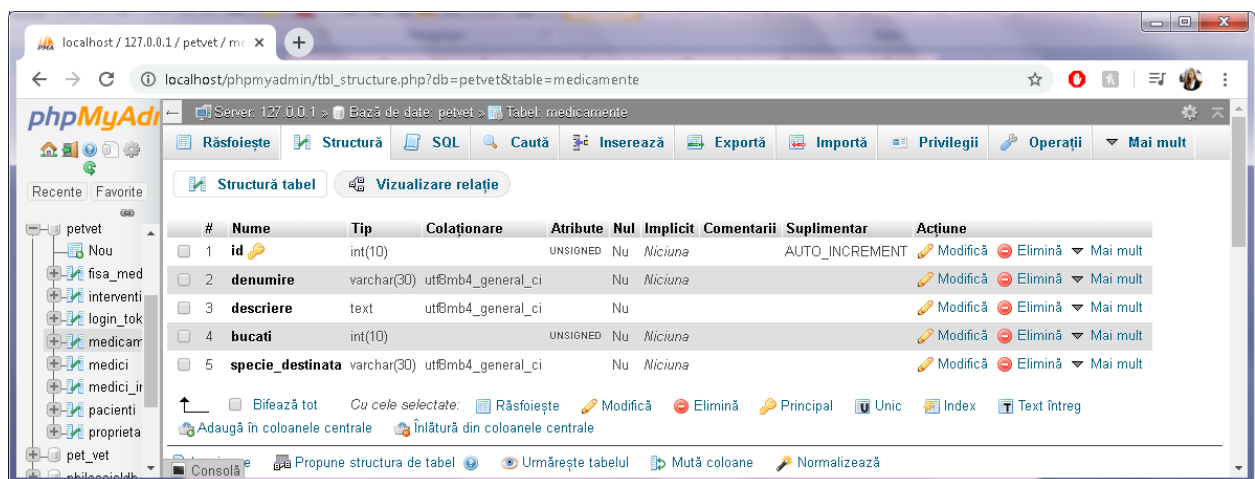 localhost / 127.0.0.1 / petvet / me
localhost/phpmyadmin/tbl_structure.php?db=petvet&table=medicamente
phpMyAdr
Server: 127.0.0.1 » Bază de date: petvet » Tabel: medicamente
Răsfoiește Structură SQL Caută Inserează Exportă Importă Privilegii Operații Mai mult
Recente Favorite
Structură tabel Vizualizare relație
petvet
Nou
fisa_med
interventi
login_tok
medicam
medici
medici_ir
pacienti
proprieta
pet_vet
# Nume Tip Colaționare Atribute Nul Implicit Comentarii Suplimentar Acțiune
1 id int(10) UNSIGNED Nu Niciuna AUTO_INCREMENT Modifică Elimină Mai mult
2 denumire varchar(30) utf8mb4_general_ci Nu Niciuna Modifică Elimină Mai mult
3 descriere text utf8mb4_general_ci Nu Modifică Elimină Mai mult
4 bucati int(10) UNSIGNED Nu Niciuna Modifică Elimină Mai mult
5 specie_destinata varchar(30) utf8mb4_general_ci Nu Niciuna Modifică Elimină Mai mult
Bifează tot Cu cele selectate: Răsfoiește Modifică Elimină Principal Unic Index Text întreg
Adaugă în coloanele centrale Înlătură din coloanele centrale
Propune structura de tabel Urmărește tabelul Mută coloane Normalizează
Consolă